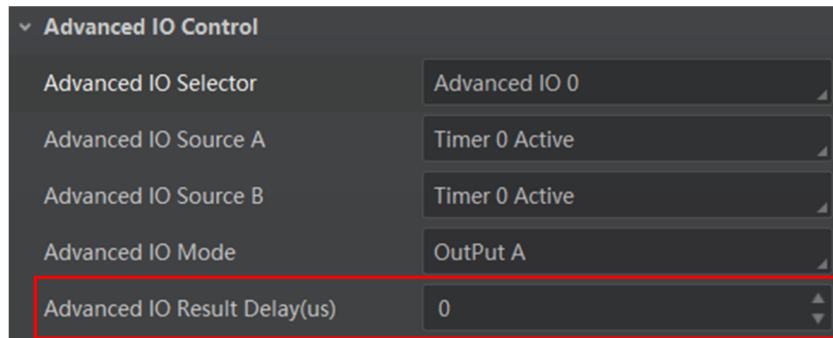 Advanced IO Control
Advanced IO Selector Advanced IO 0
Advanced IO Source A Timer 0 Active
Advanced IO Source B Timer 0 Active
Advanced IO Mode OutPut A
Advanced IO Result Delay(us) 0